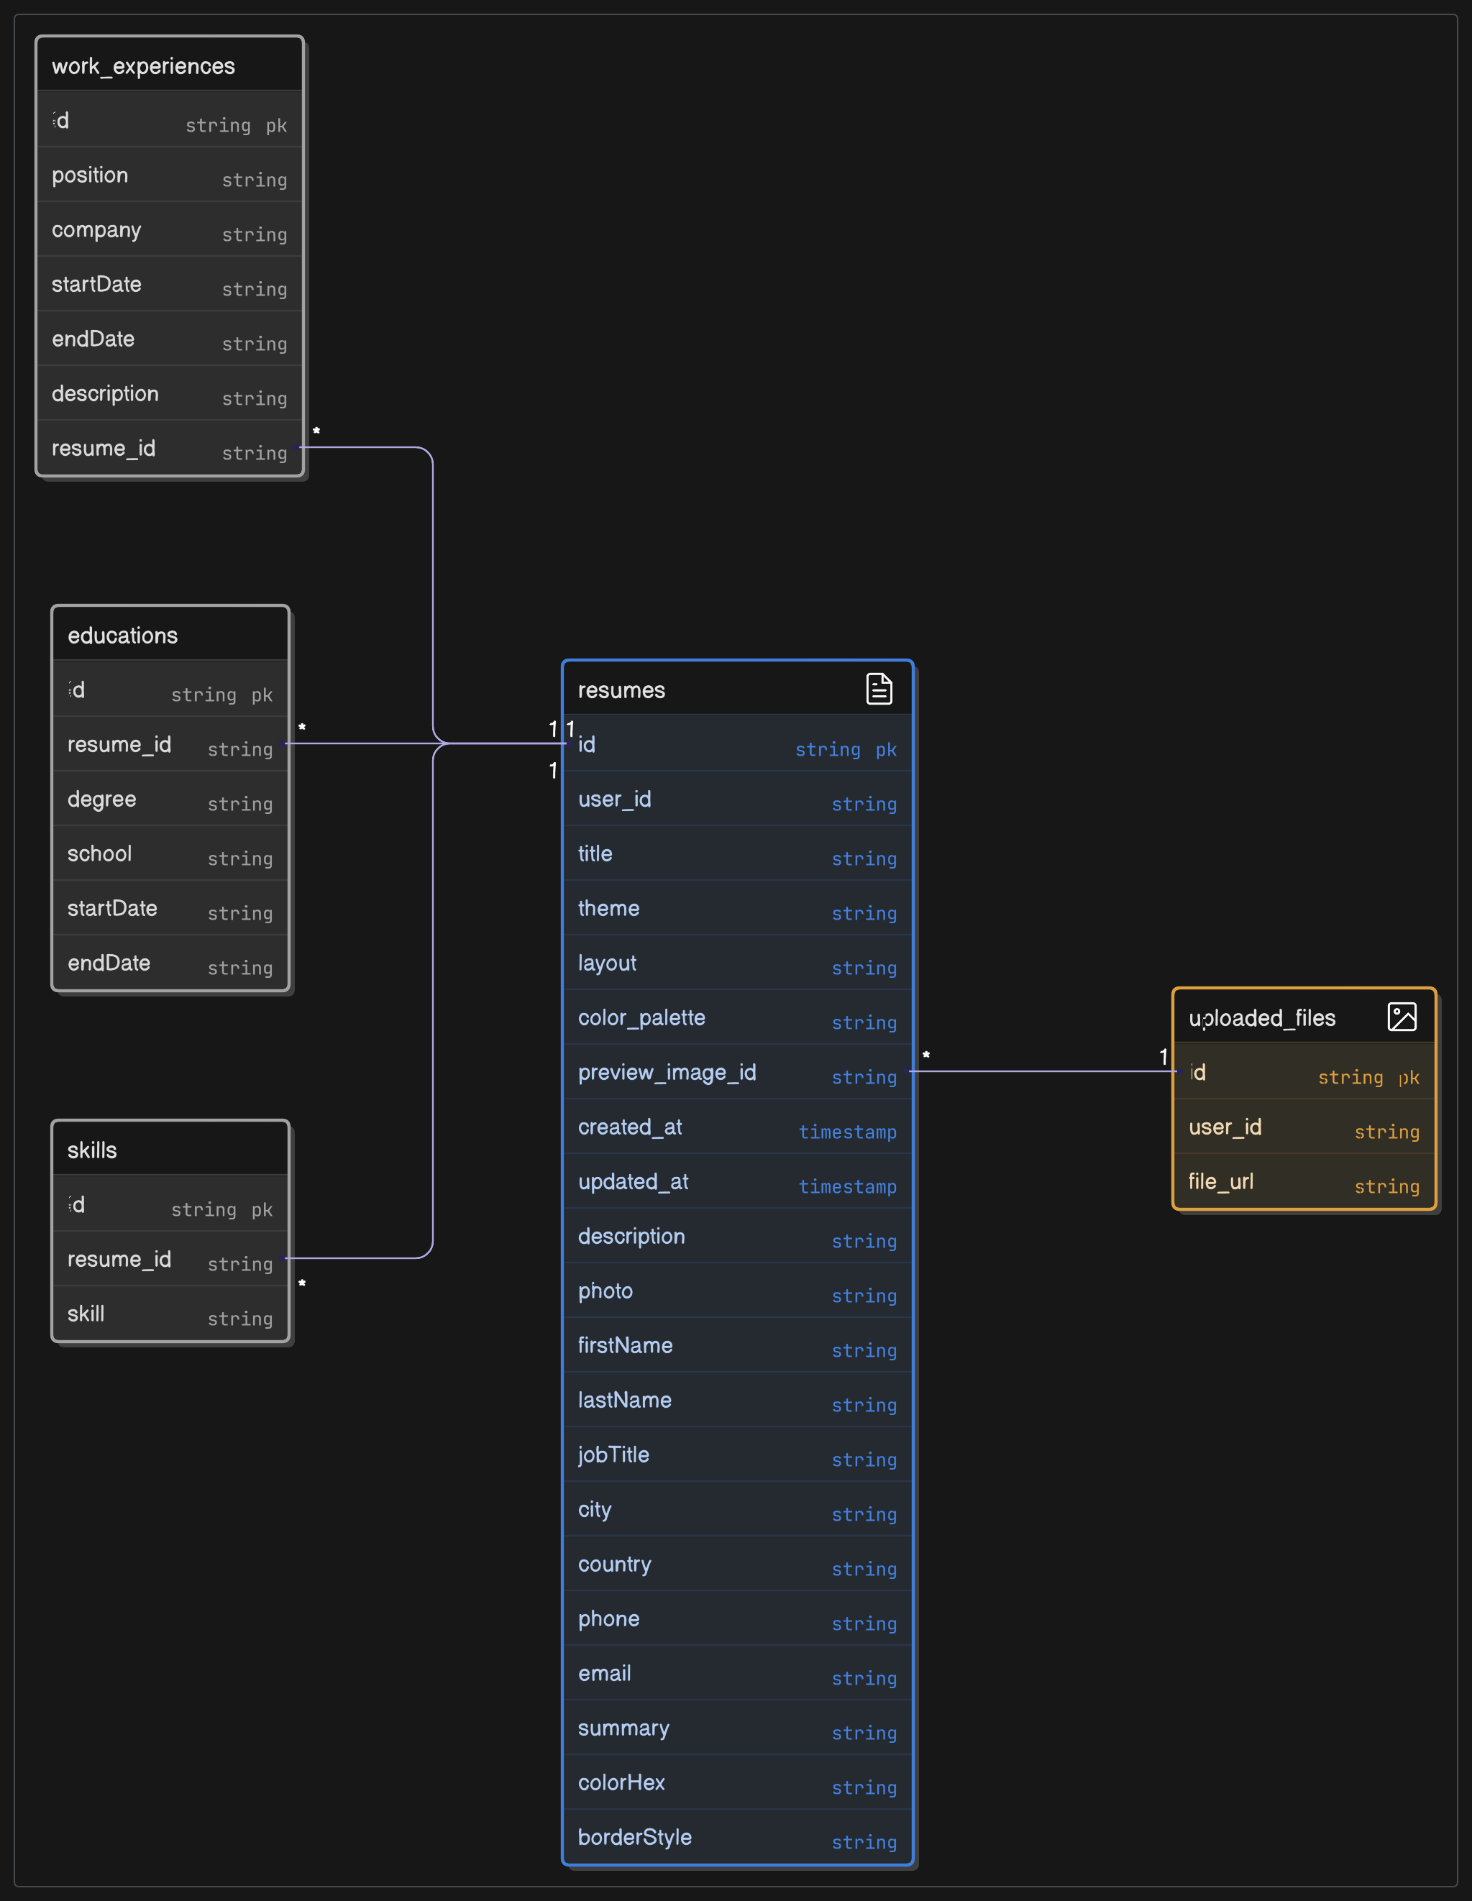 work_experiences
id string pk
position string
company string
startDate string
endDate string
description string
resume_id string
*
educations
id string pk
*
resume_id string
degree string
school string
startDate string
endDate string
skills
id string pk
resume_id string
*
skill string
resumes
1 1
id string pk
1
user_id string
title string
theme string
layout string
color_palette string
preview_image_id string
*
created_at timestamp
updated_at timestamp
description string
photo string
firstName string
lastName string
jobTitle string
city string
country string
phone string
email string
summary string
colorHex string
borderStyle string
uploaded_files
1
id string pk
user_id string
file_url string